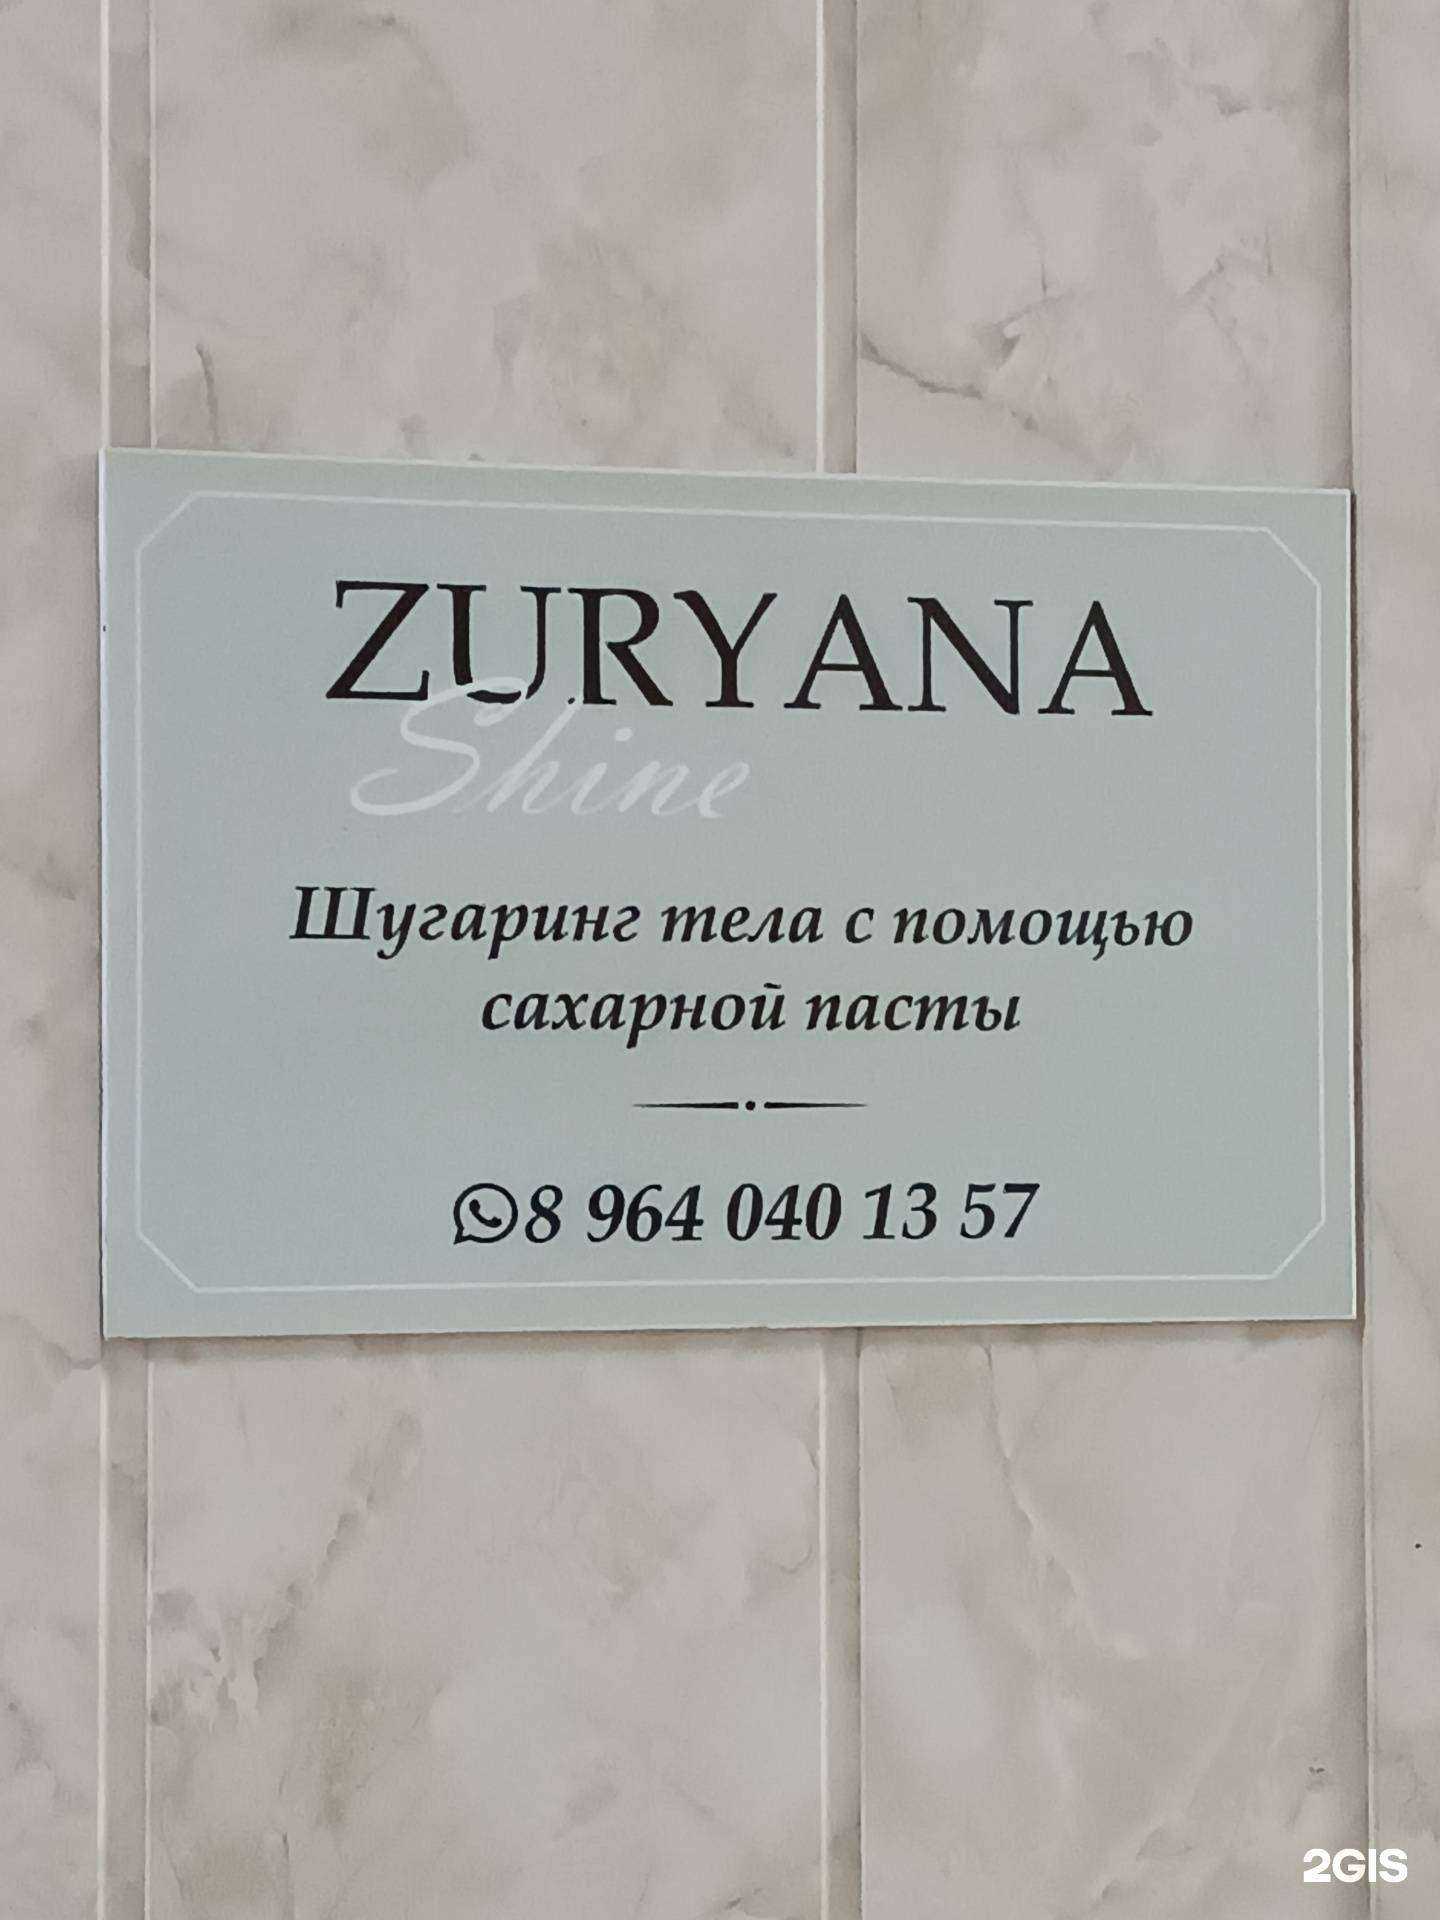 ZURYANA
Shine
Шугаринг тела с помощью
сахарной пасты
8 964 040 13 57
2GIS